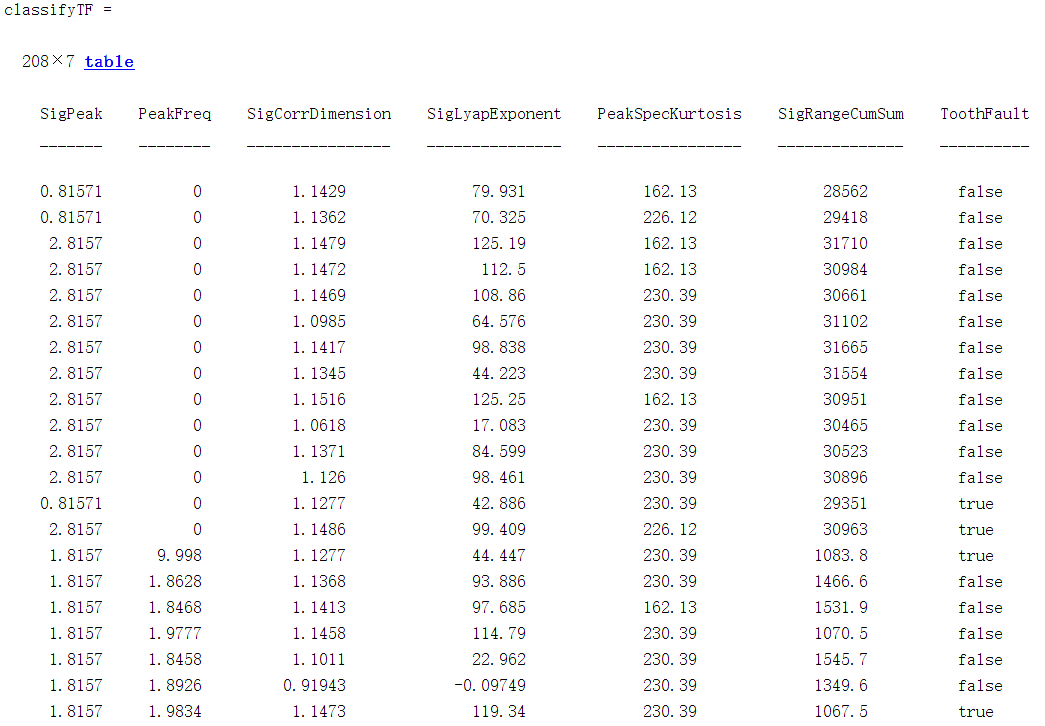 classifyTF =
208×7 table
SigPeak PeakFreq SigCorrDimension SigLyapExponent PeakSpecKurtosis SigRangeCumSum ToothFault
_______ ________ ________________ _______________ ________________ ______________ __________
0.81571 0 1.1429 79.931 162.13 28562 false
0.81571 0 1.1362 70.325 226.12 29418 false
2.8157 0 1.1479 125.19 162.13 31710 false
2.8157 0 1.1472 112.5 162.13 30984 false
2.8157 0 1.1469 108.86 230.39 30661 false
2.8157 0 1.0985 64.576 230.39 31102 false
2.8157 0 1.1417 98.838 230.39 31665 false
2.8157 0 1.1345 44.223 230.39 31554 false
2.8157 0 1.1516 125.25 162.13 30951 false
2.8157 0 1.0618 17.083 230.39 30465 false
2.8157 0 1.1371 84.599 230.39 30523 false
2.8157 0 1.126 98.461 230.39 30896 false
0.81571 0 1.1277 42.886 230.39 29351 true
2.8157 0 1.1486 99.409 226.12 30963 true
1.8157 9.998 1.1277 44.447 230.39 1083.8 true
1.8157 1.8628 1.1368 93.886 230.39 1466.6 false
1.8157 1.8468 1.1413 97.685 162.13 1531.9 false
1.8157 1.9777 1.1458 114.79 230.39 1070.5 false
1.8157 1.8458 1.1011 22.962 230.39 1545.7 false
1.8157 1.8926 0.91943 -0.09749 230.39 1349.6 false
1.8157 1.9834 1.1473 119.34 230.39 1067.5 true